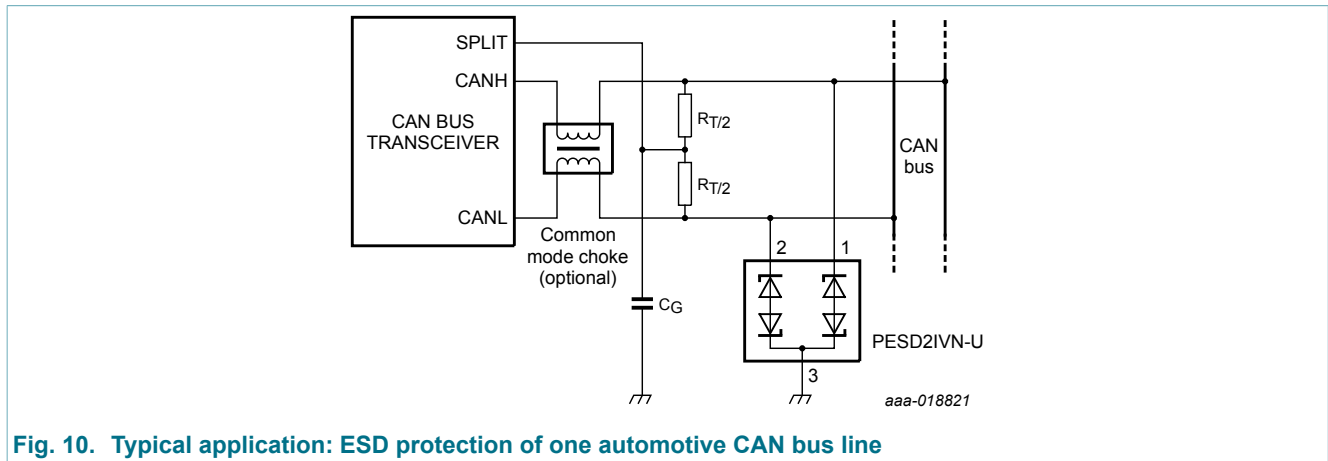 SPLIT
CANH
CAN BUS
TRANSCEIVER
CANL
Common
mode choke
(optional)
RT/2
RT/2
CG
CAN
bus
2
1
3
PESD2IVN-U
aaa-018821
Fig. 10. Typical application: ESD protection of one automotive CAN bus line